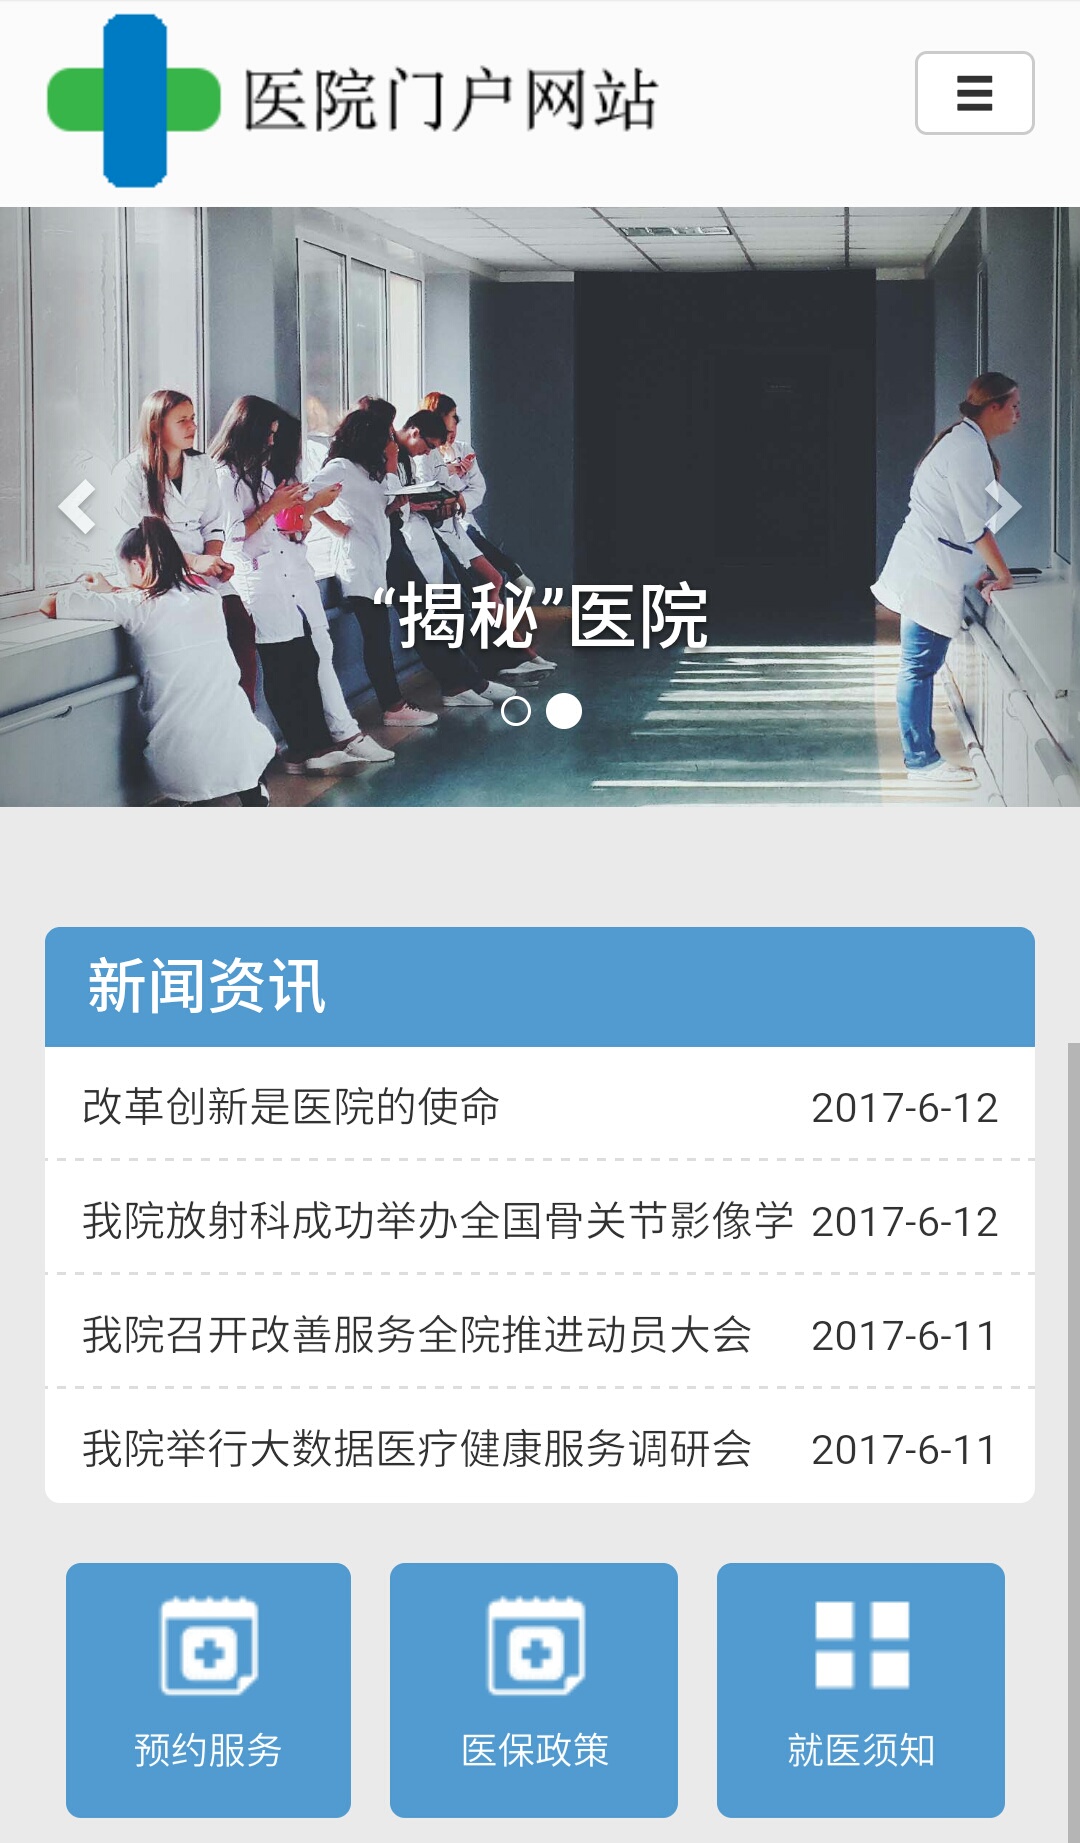 医院门户网站
“揭秘”医院
新闻资讯
改革创新是医院的使命 2017-6-12
我院放射科成功举办全国骨关节影像学 2017-6-12
我院召开改善服务全院推进动员大会 2017-6-11
我院举行大数据医疗健康服务调研会 2017-6-11
预约服务 医保政策 就医须知